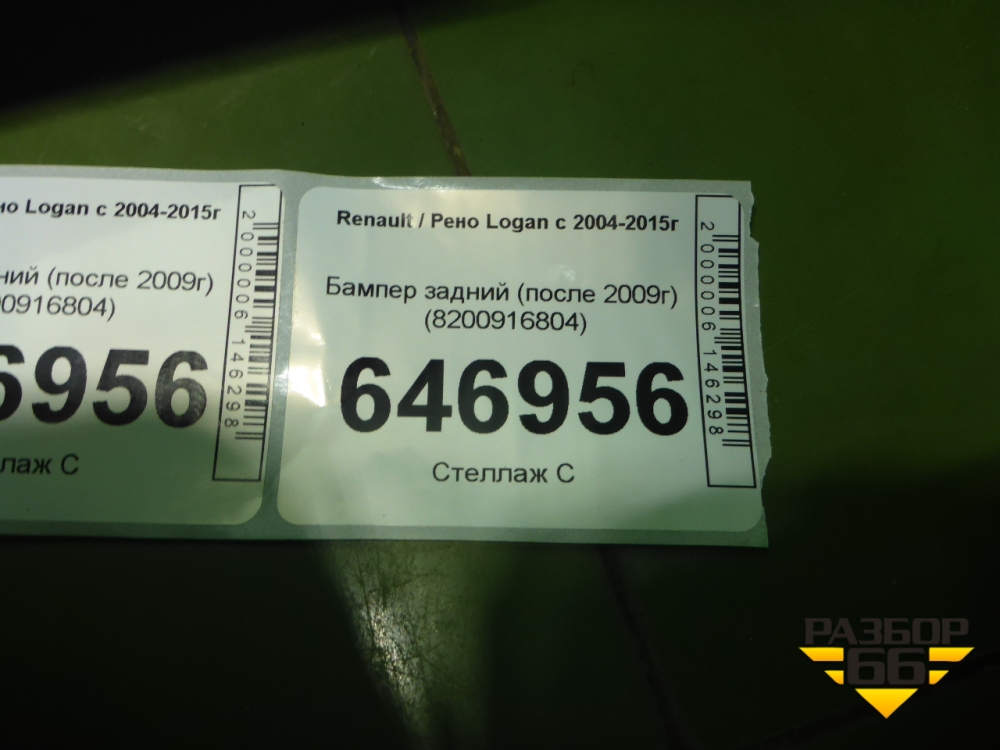 но Logan с 2004-2015г
ний (после 2009г)
00916804)
6956
лаж С
2000006146298
Renault / Рено Logan с 2004-2015г
Бампер задний (после 2009г)
(8200916804)
646956
Стеллаж С
2000006146298
РАЗБОР
66